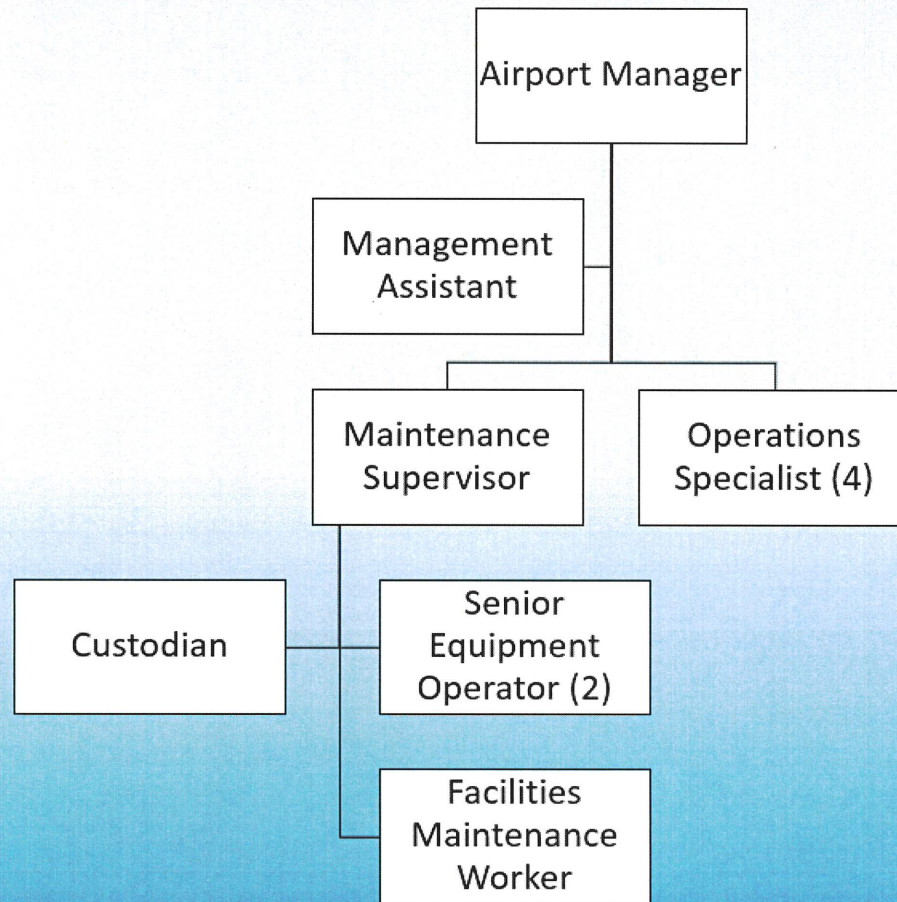 Airport Manager
Management
Assistant
Maintenance
Supervisor
Operations
Specialist (4)
Custodian
Senior
Equipment
Operator (2)
Facilities
Maintenance
Worker